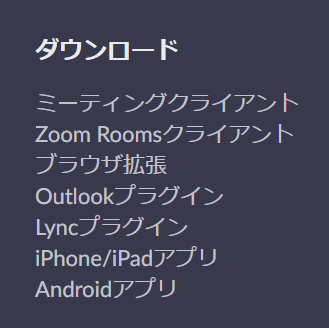 ダウンロード
ミーティングクライアント
Zoom Roomsクライアント
ブラウザ拡張
Outlookプラグイン
Lyncプラグイン
iPhone/iPadアプリ
Androidアプリ